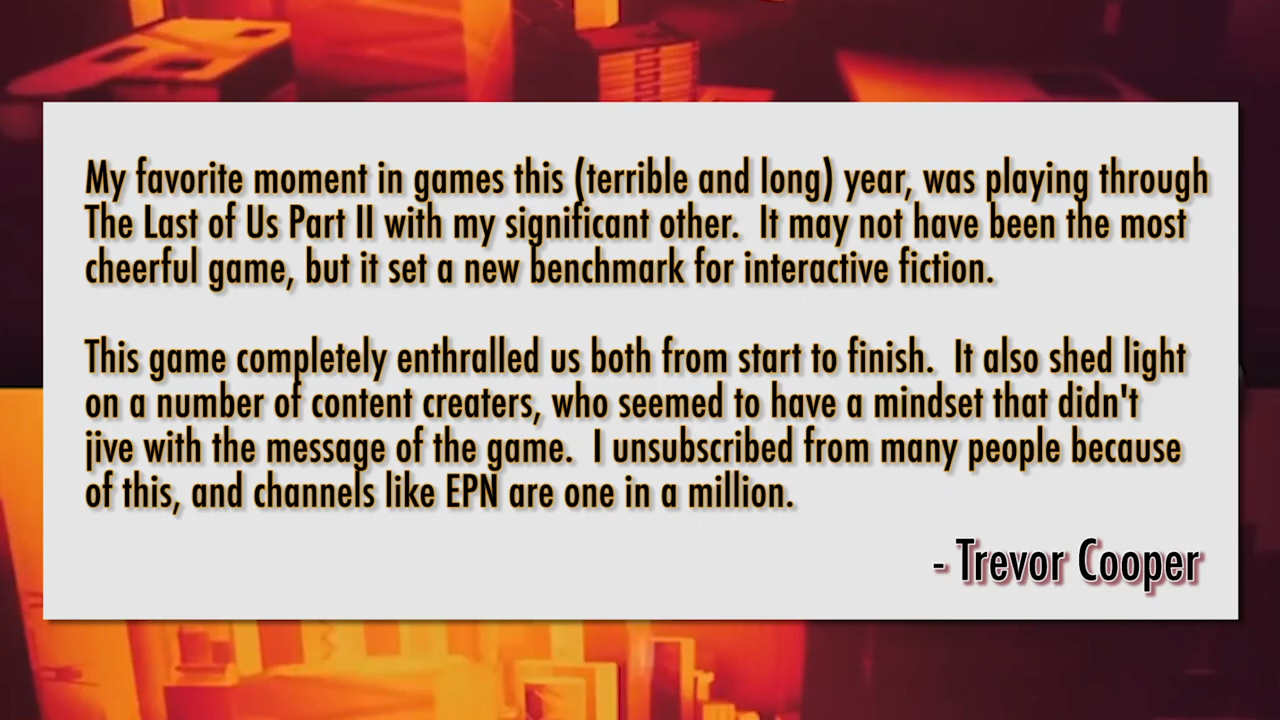 My favorite moment in games this (terrible and long) year, was playing through
The Last of Us Part II with my significant other.  It may not have been the most
cheerful game, but it set a new benchmark for interactive fiction.
This game completely enthralled us both from start to finish.  It also shed light
on a number of content creaters, who seemed to have a mindset that didn't
jive with the message of the game.  I unsubscribed from many people because
of this, and channels like EPN are one in a million.
- Trevor Cooper